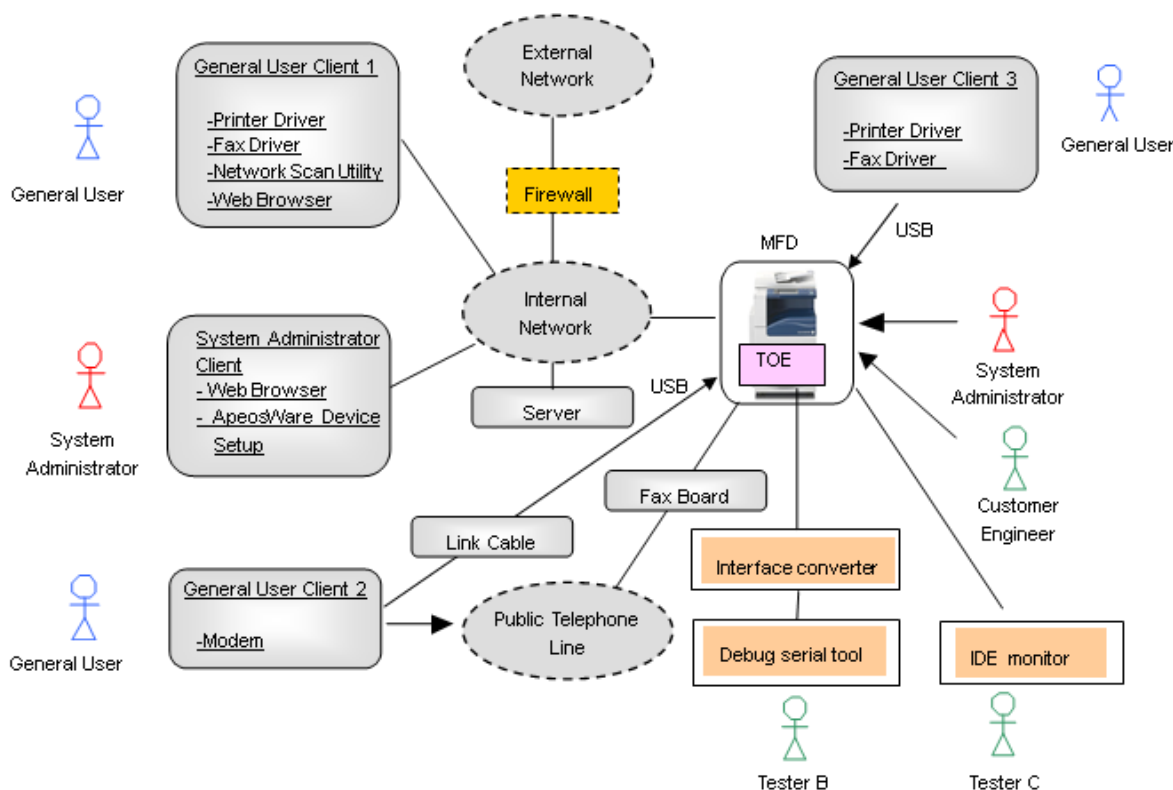 External
Network
General User Client 1
-Printer Driver
-Fax Driver
-Network Scan Utility
-Web Browser
General User
General User Client 3
-Printer Driver
-Fax Driver
General User
Firewall
USB
MFD
Internal
Network
TOE
System Administrator
Client
- Web Browser
- ApeosWare Device
Setup
System
Administrator
Server
USB
System
Administrator
Fax Board
Customer
Engineer
Link Cable
Interface converter
General User Client 2
-Modem
General User
Public Telephone
Line
Debug serial tool
IDE monitor
Tester B
Tester C